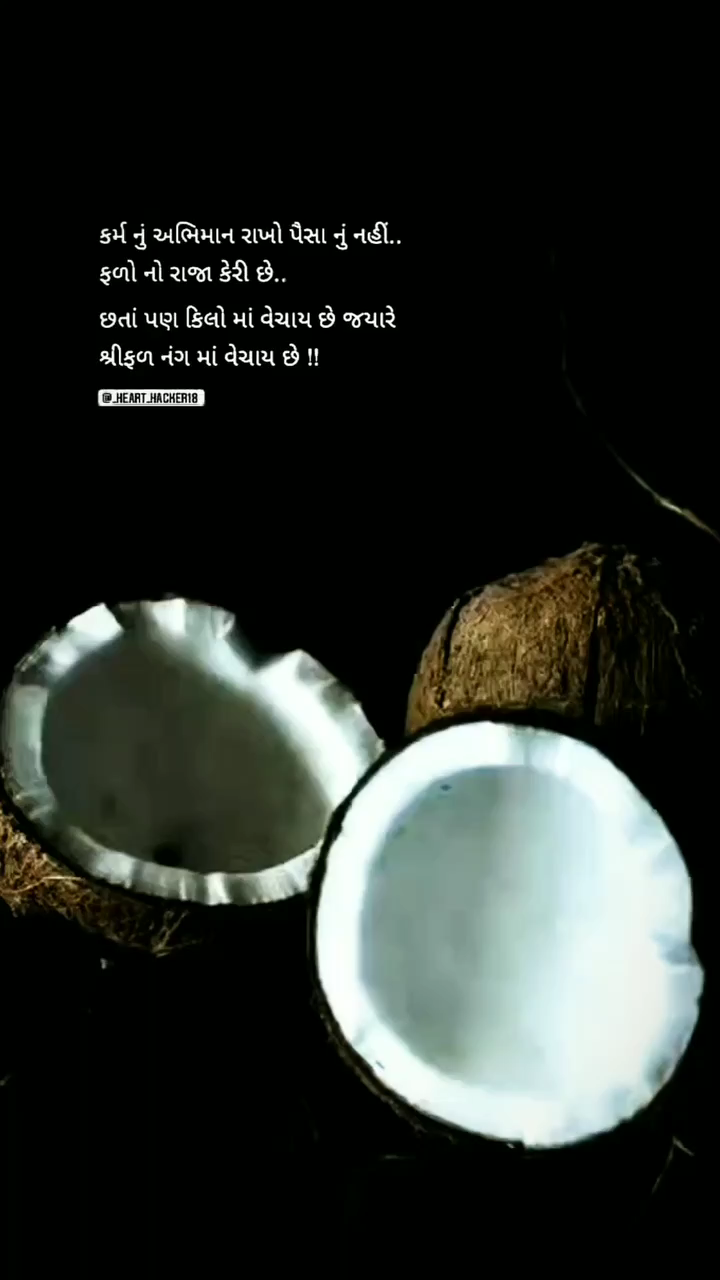 કર્મ નું અભિમાન રાખો પૈસા નું નહીં..
ફળો નો રાજા કેરી છે..
છતાં પણ કિલો માં વેચાય છે જયારે
શ્રીફળ નંગ માં વેચાય છે !!
@_HEART_HACKER18